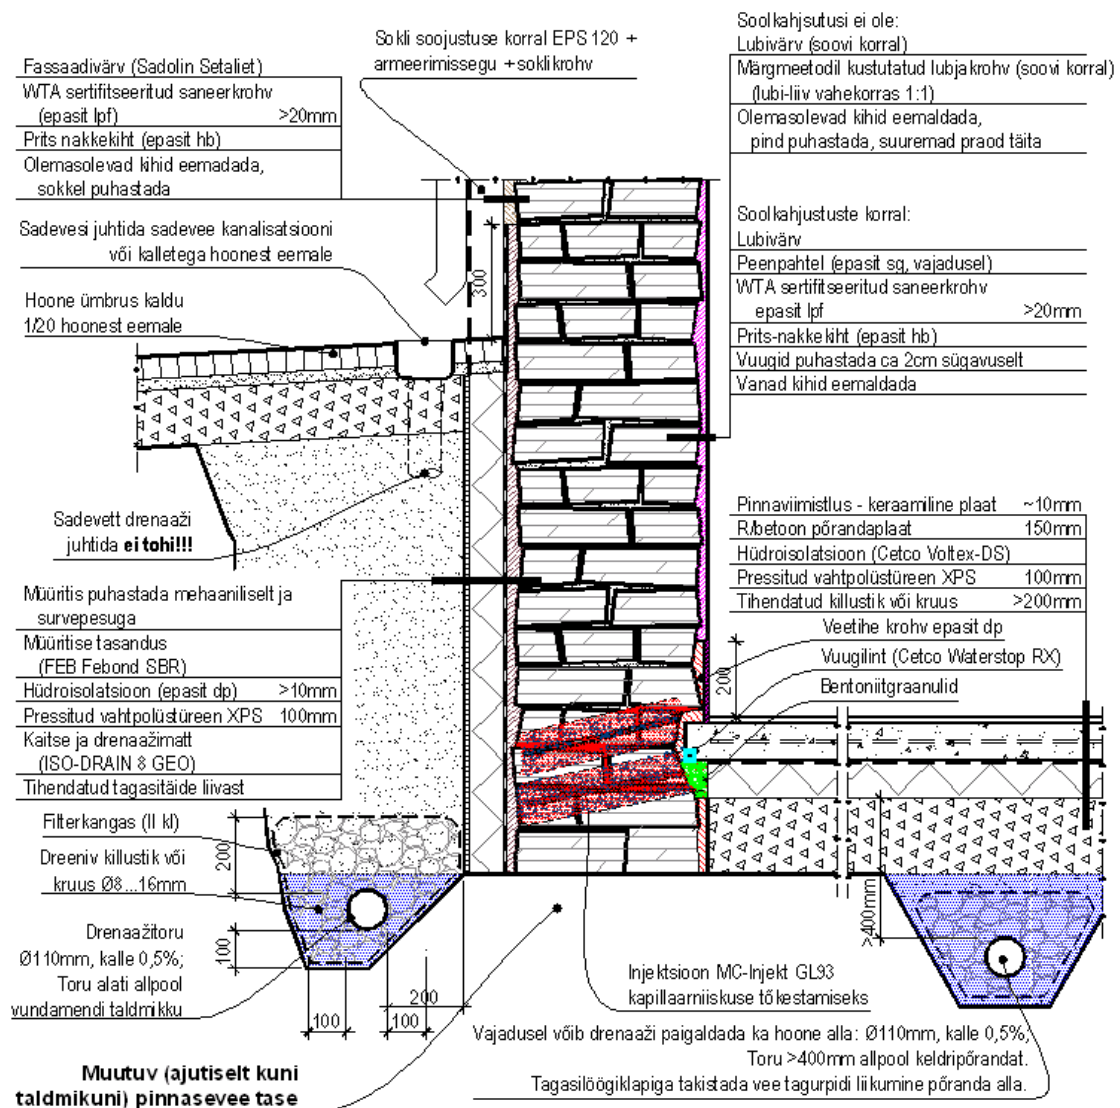 Sokli soojustuse korral EPS 120 +
armeerimissegu + soklikrohv
Fassaadivärv (Sadolin Setaliet)
WTA sertifitseeritud saneerkrohv
(epasit lpf) >20mm
Prits nakkekiht (epasit hb)
Olemasolevad kihid eemadada,
sokkel puhastada
Sadevesi juhtida sadevee kanalisatsiooni
või kalletega hoonest eemale
Hoone ümbrus kaldu
1/20 hoonest eemale
300
Sadevett drenaaži
juhtida ei tohi!!!
Müüritis puhastada mehaaniliselt ja
survepesuga
Müüritise tasandus
(FEB Febond SBR)
Hüdroisolatsioon (epasit dp) >10mm
Pressitud vahtpolüstüreen XPS 100mm
Kaitse ja drenaažimatt
(ISO-DRAIN 8 GEO)
Tihendatud tagasitäide liivast
Filterkangas (II kl)
Dreeniv killustik või
kruus Ø8...16mm
Drenaažitoru
Ø110mm, kalle 0,5%;
Toru alati allpool
vundamendi taldmikku
200
100
100
200
100
Muutuv (ajutiselt kuni
taldmikuni) pinnasevee tase
Soolkahjsutusi ei ole:
Lubivärv (soovi korral)
Märgmeetodil kustutatud lubjakrohv (soovi korral)
(lubi-liiv vahekorras 1:1)
Olemasolevad kihid eemaldada,
pind puhastada, suuremad praod täita
Soolkahjustuste korral:
Lubivärv
Peenpahtel (epasit sg, vajadusel)
WTA sertifitseeritud saneerkrohv
epasit lpf >20mm
Prits-nakkekiht (epasit hb)
Vuugid puhastada ca 2cm sügavuselt
Vanad kihid eemaldada
Pinnaviimistlus - keraamiline plaat ~10mm
R/betoon põrandaplaat 150mm
Hüdroisolatsioon (Cetco Voltex-DS)
Pressitud vahtpolüstüreen XPS 100mm
Tihendatud killustik või kruus >200mm
Veetihe krohv epasit dp
Vuugilint (Cetco Waterstop RX)
Bentoniitgraanulid
200
>400mm
Injektsioon MC-Injekt GL93
kapillaarniiskuse tõkestamiseks
Vajadusel võib drenaaži paigaldada ka hoone alla: Ø110mm, kalle 0,5%,
Toru >400mm allpool keldripõrandat.
Tagasilöögiklapiga takistada vee tagurpidi liikumine põranda alla.